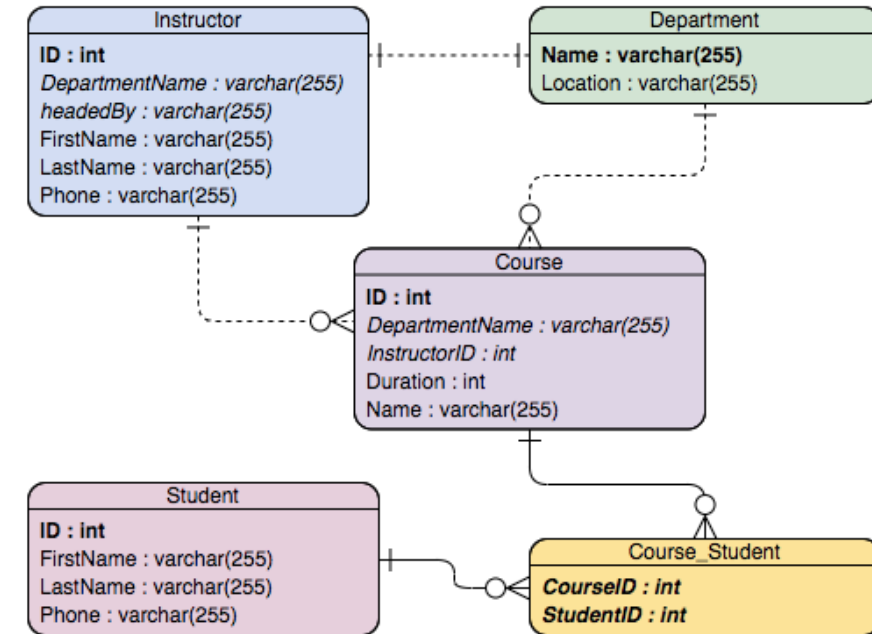 Instructor
ID : int
DepartmentName : varchar(255)
headedBy : varchar(255)
FirstName : varchar(255)
LastName : varchar(255)
Phone : varchar(255)
Department
Name : varchar(255)
Location : varchar(255)
Course
ID : int
DepartmentName : varchar(255)
InstructorID : int
Duration : int
Name : varchar(255)
Student
ID : int
FirstName : varchar(255)
LastName : varchar(255)
Phone : varchar(255)
Course_Student
CourseID : int
StudentID : int